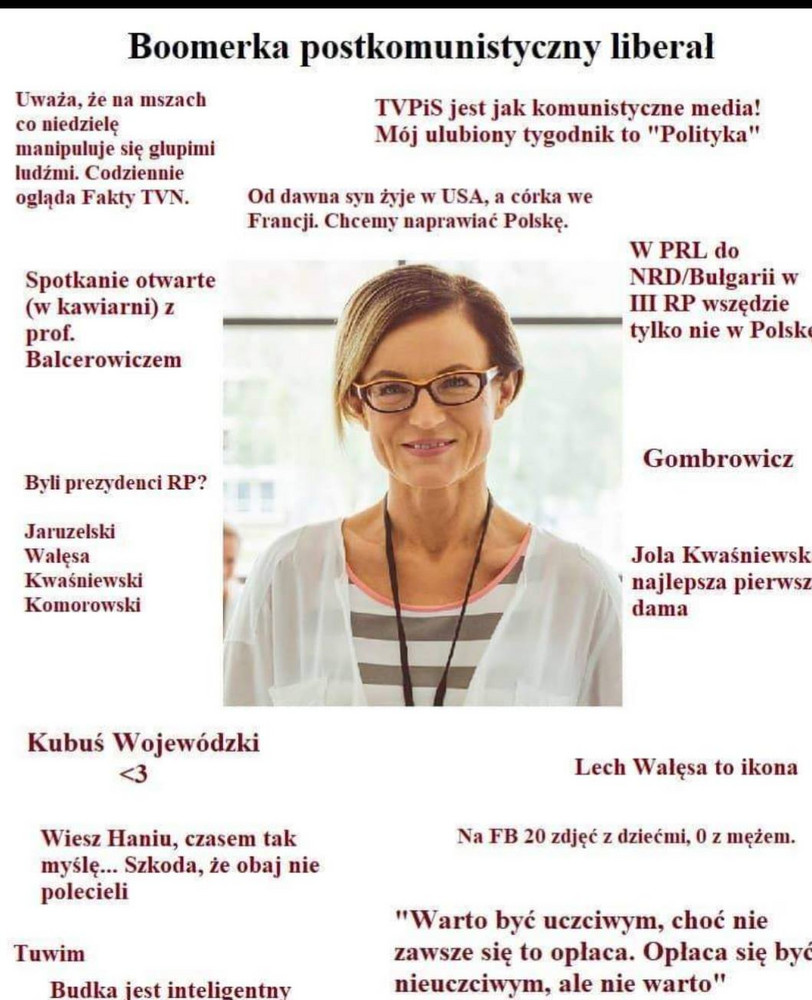 Boomerka postkomunistyczny liberał
Uważa, że na mszach
co niedzielę
manipuluje się głupimi
ludźmi. Codziennie
ogląda Fakty TVN.
TVPiS jest jak komunistyczne media!
Mój ulubiony tygodnik to "Polityka"
Od dawna syn żyje w USA, a córka we
Francji. Chcemy naprawiać Polskę.
Spotkanie otwarte
(w kawiarni) z
prof.
Balcerowiczem
W PRL do
NRD/Bułgarii w
III RP wszędzie
tylko nie w Polskę
Byli prezydenci RP?
Jaruzelski
Wałęsa
Kwaśniewski
Komorowski
Gombrowicz
Jola Kwaśniewsk
najlepsza pierwsz
dama
Kubuś Wojewódzki
<3
Lech Wałęsa to ikona
Wiesz Haniu, czasem tak
myślę... Szkoda, że obaj nie
polecieli
Na FB 20 zdjęć z dziećmi, 0 z mężem.
"Warto być uczciwym, choć nie
zawsze się to opłaca. Opłaca się być
nieuczciwym, ale nie warto"
Tuwim
Budka jest inteligentny